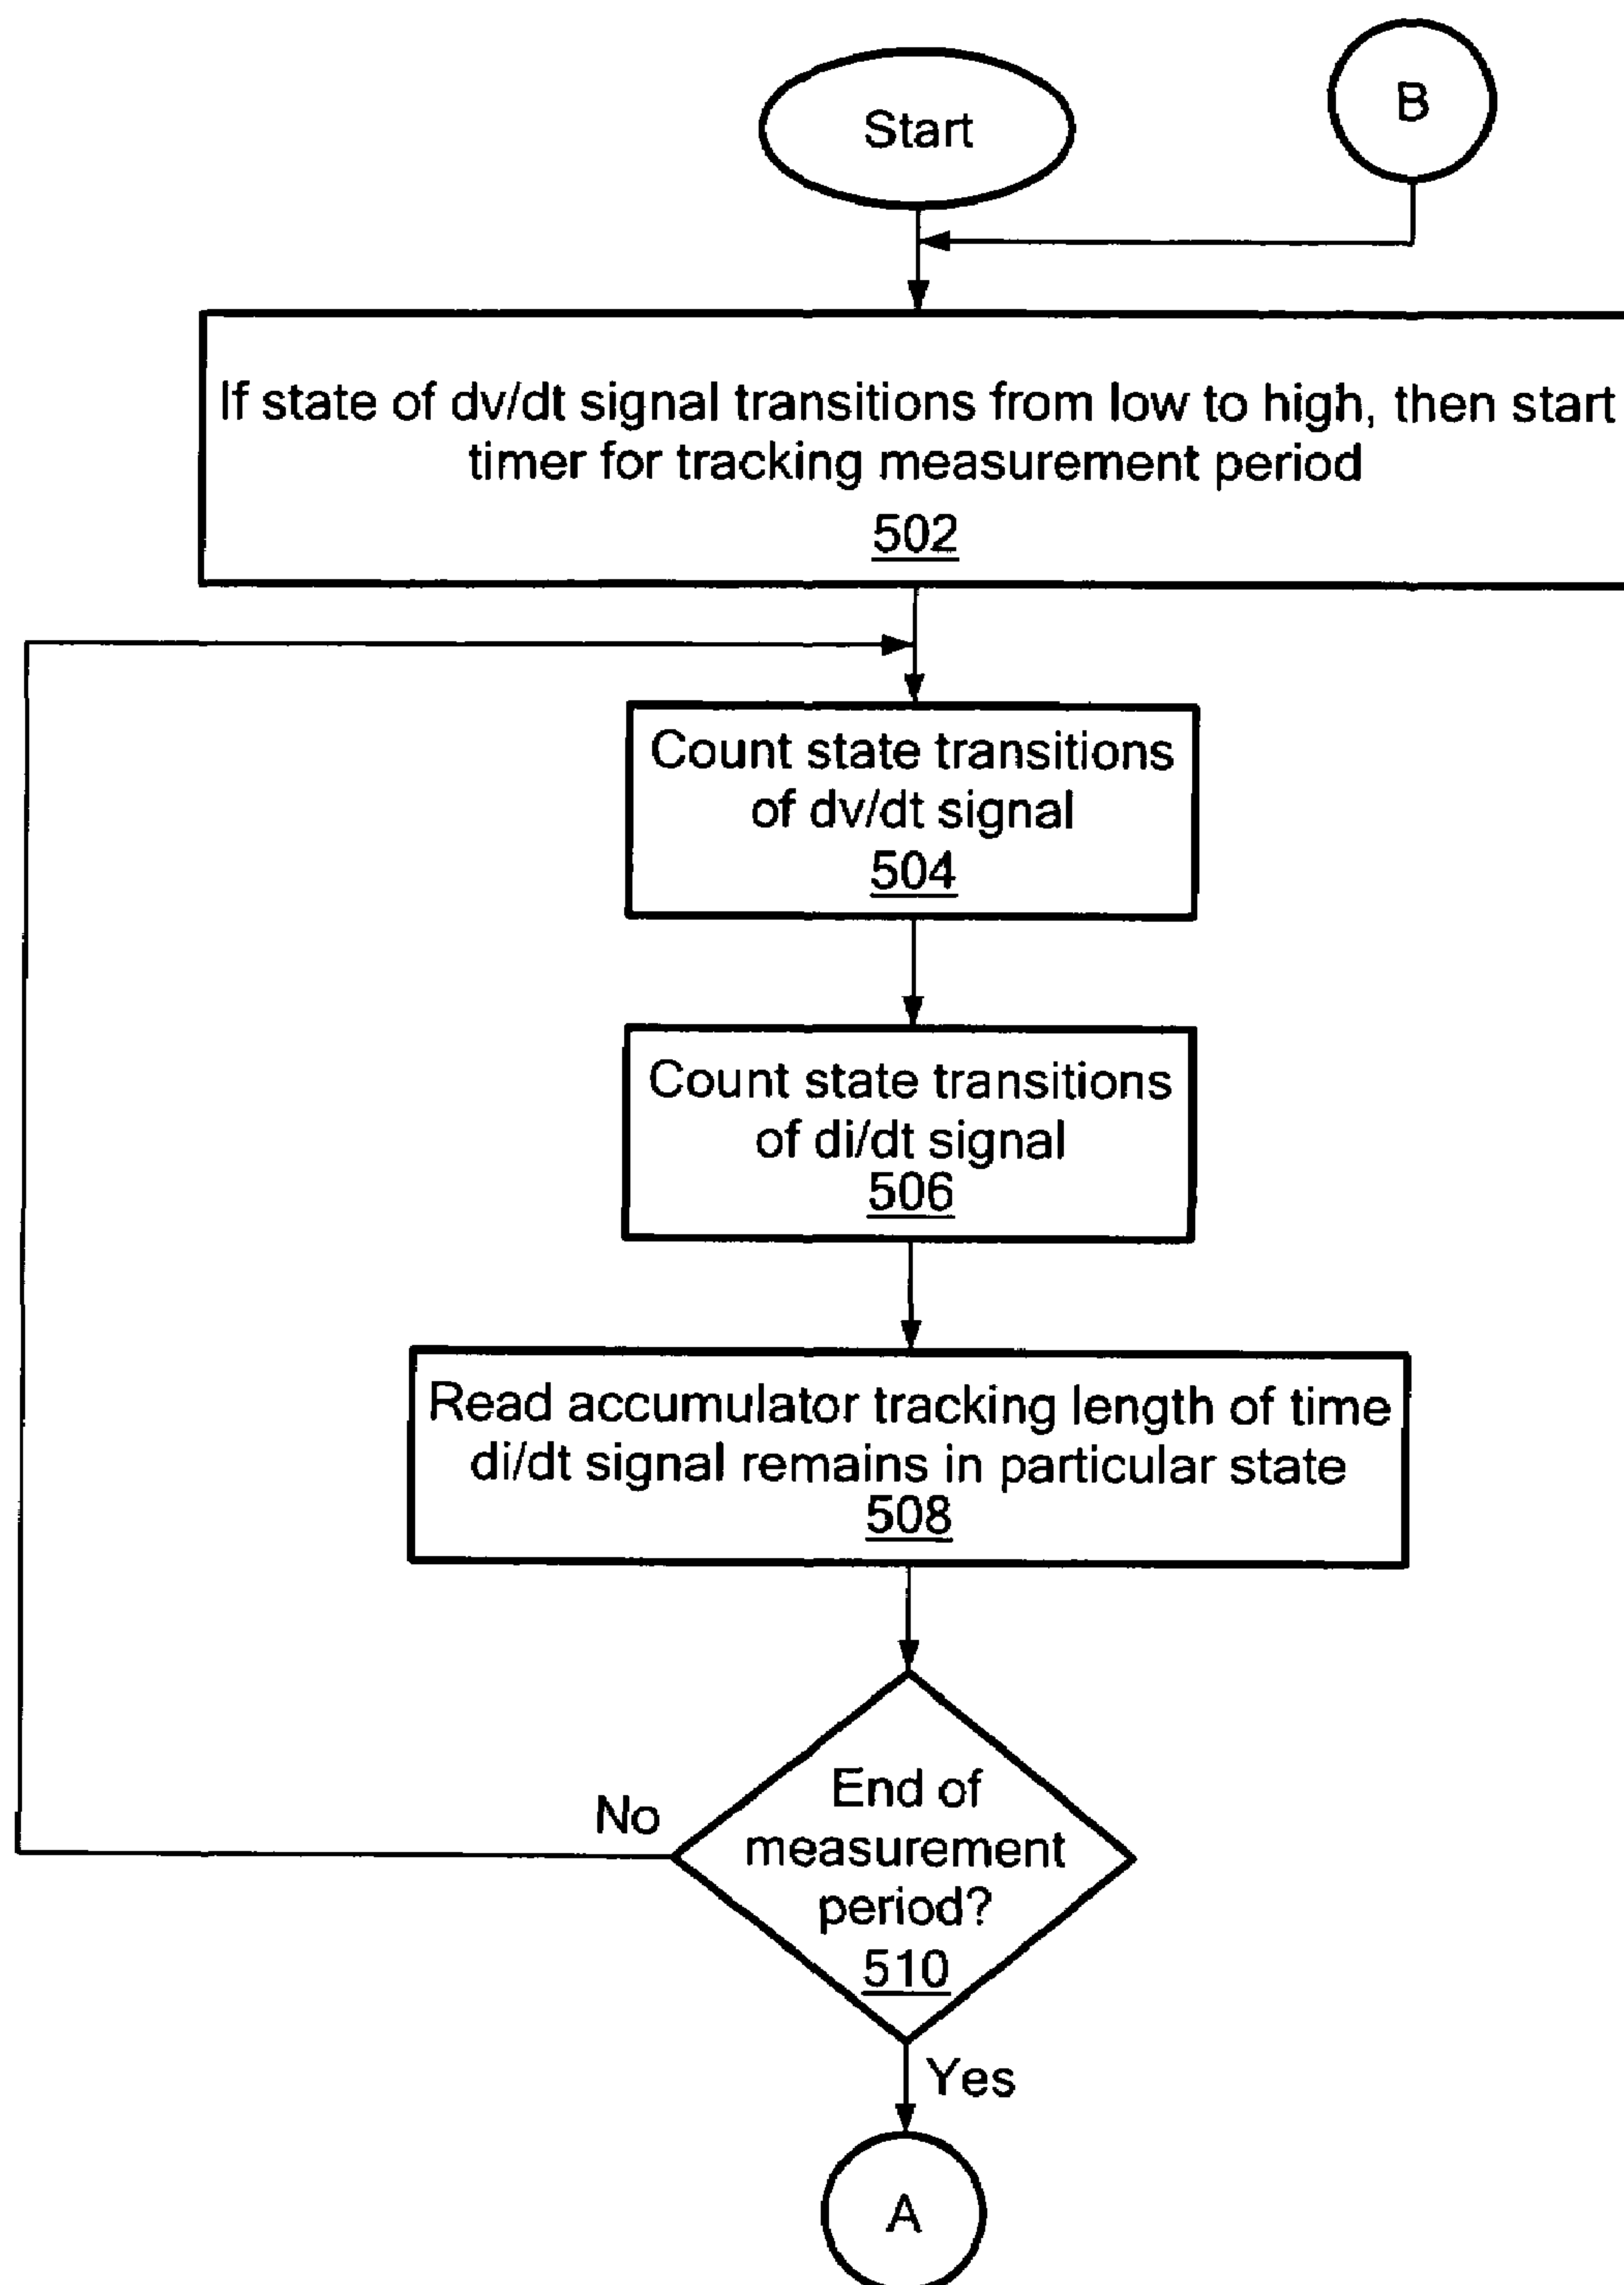 Start
B
If state of dv/dt signal transitions from low to high, then start
timer for tracking measurement period
502
Count state transitions
of dv/dt signal
504
Count state transitions
of di/dt signal
506
Read accumulator tracking length of time
di/dt signal remains in particular state
508
End of
measurement
period?
510
No
Yes
A